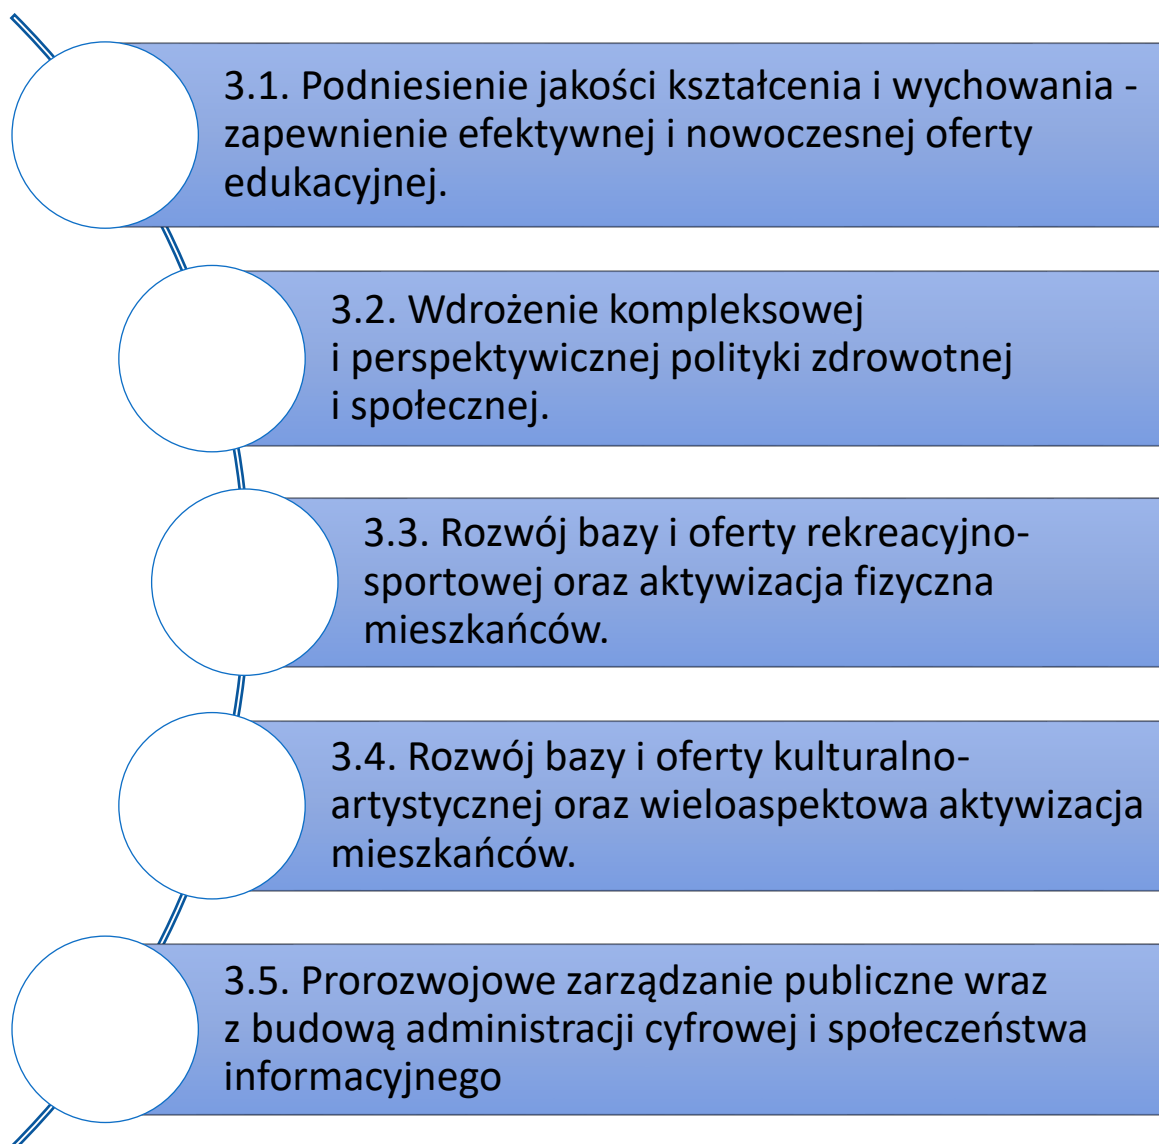 3.1. Podniesienie jakości kształcenia i wychowania -
zapewnienie efektywnej i nowoczesnej oferty
edukacyjnej.
3.2. Wdrożenie kompleksowej
i perspektywicznej polityki zdrowotnej
i społecznej.
3.3. Rozwój bazy i oferty rekreacyjno-
sportowej oraz aktywizacja fizyczna
mieszkańców.
3.4. Rozwój bazy i oferty kulturalno-
artystycznej oraz wieloaspektowa aktywizacja
mieszkańców.
3.5. Prorozwojowe zarządzanie publiczne wraz
z budową administracji cyfrowej i społeczeństwa
informacyjnego